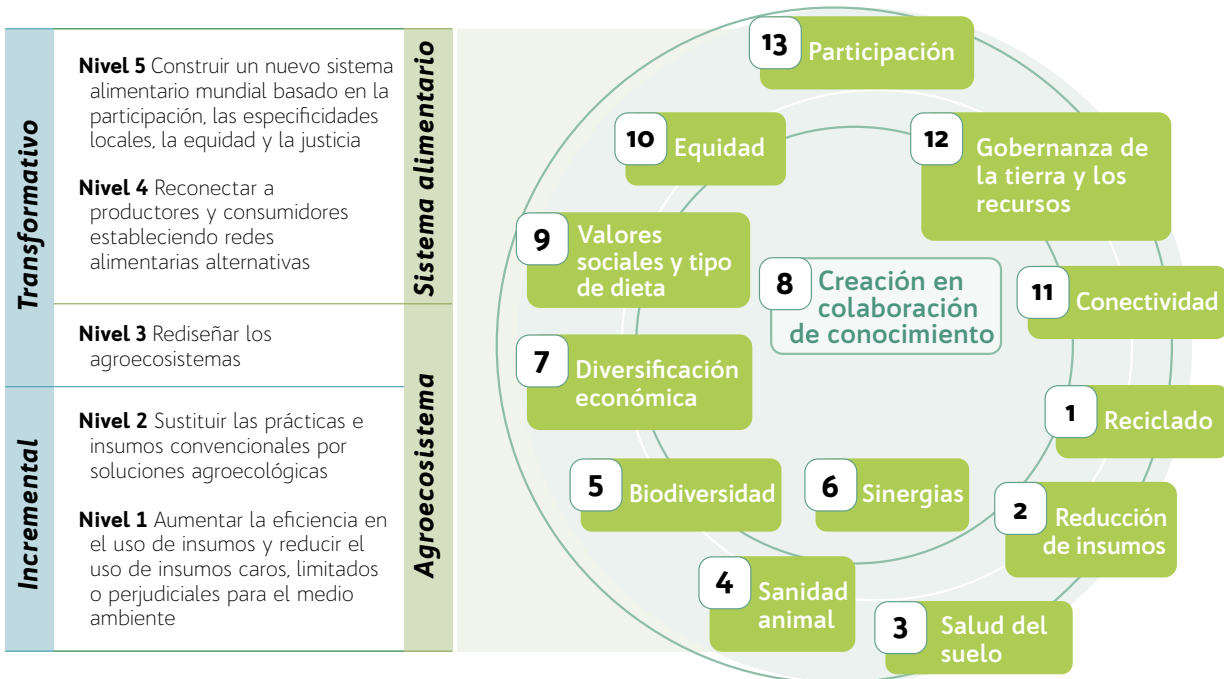 Transformativo
Incremental
Nivel 5 Construir un nuevo sistema
alimentario mundial basado en la
participación, las especificidades
locales, la equidad y la justicia
Nivel 4 Reconectar a
productores y consumidores
estableciendo redes
alimentarias alternativas
Nivel 3 Rediseñar los
agroecosistemas
Nivel 2 Sustituir las prácticas e
insumos convencionales por
soluciones agroecológicas
Nivel 1 Aumentar la eficiencia en
el uso de insumos y reducir el
uso de insumos caros, limitados
o perjudiciales para el medio
ambiente
Sistema alimentario
Agroecosistema
13 Participación
10 Equidad
12 Gobernanza de
la tierra y los
recursos
9 Valores
sociales y tipo
de dieta
8 Creación en
colaboración
de conocimiento
11 Conectividad
7 Diversificación
económica
1 Reciclado
5 Biodiversidad
6 Sinergias
2 Reducción
de insumos
4 Sanidad
animal
3 Salud del
suelo